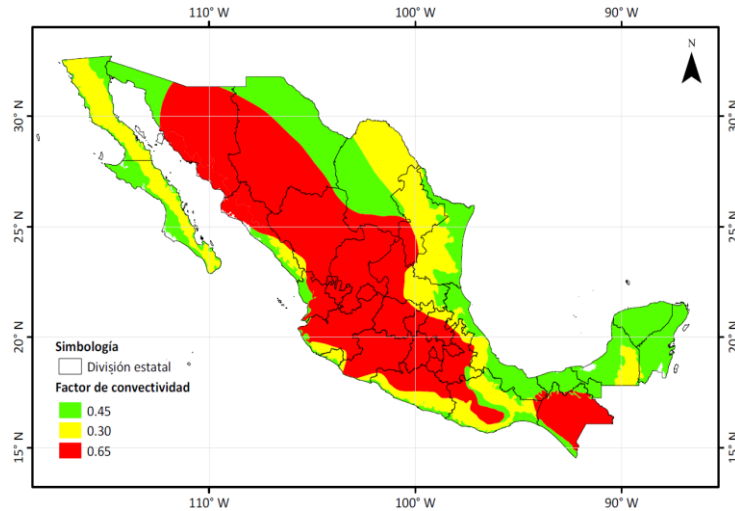 110° W 100° W 90° W
N
30° N 30° N
25° N 25° N
20° N 20° N
15° N 15° N
Simbología
División estatal
Factor de convectividad
0.45
0.30
0.65
110° W 100° W 90° W